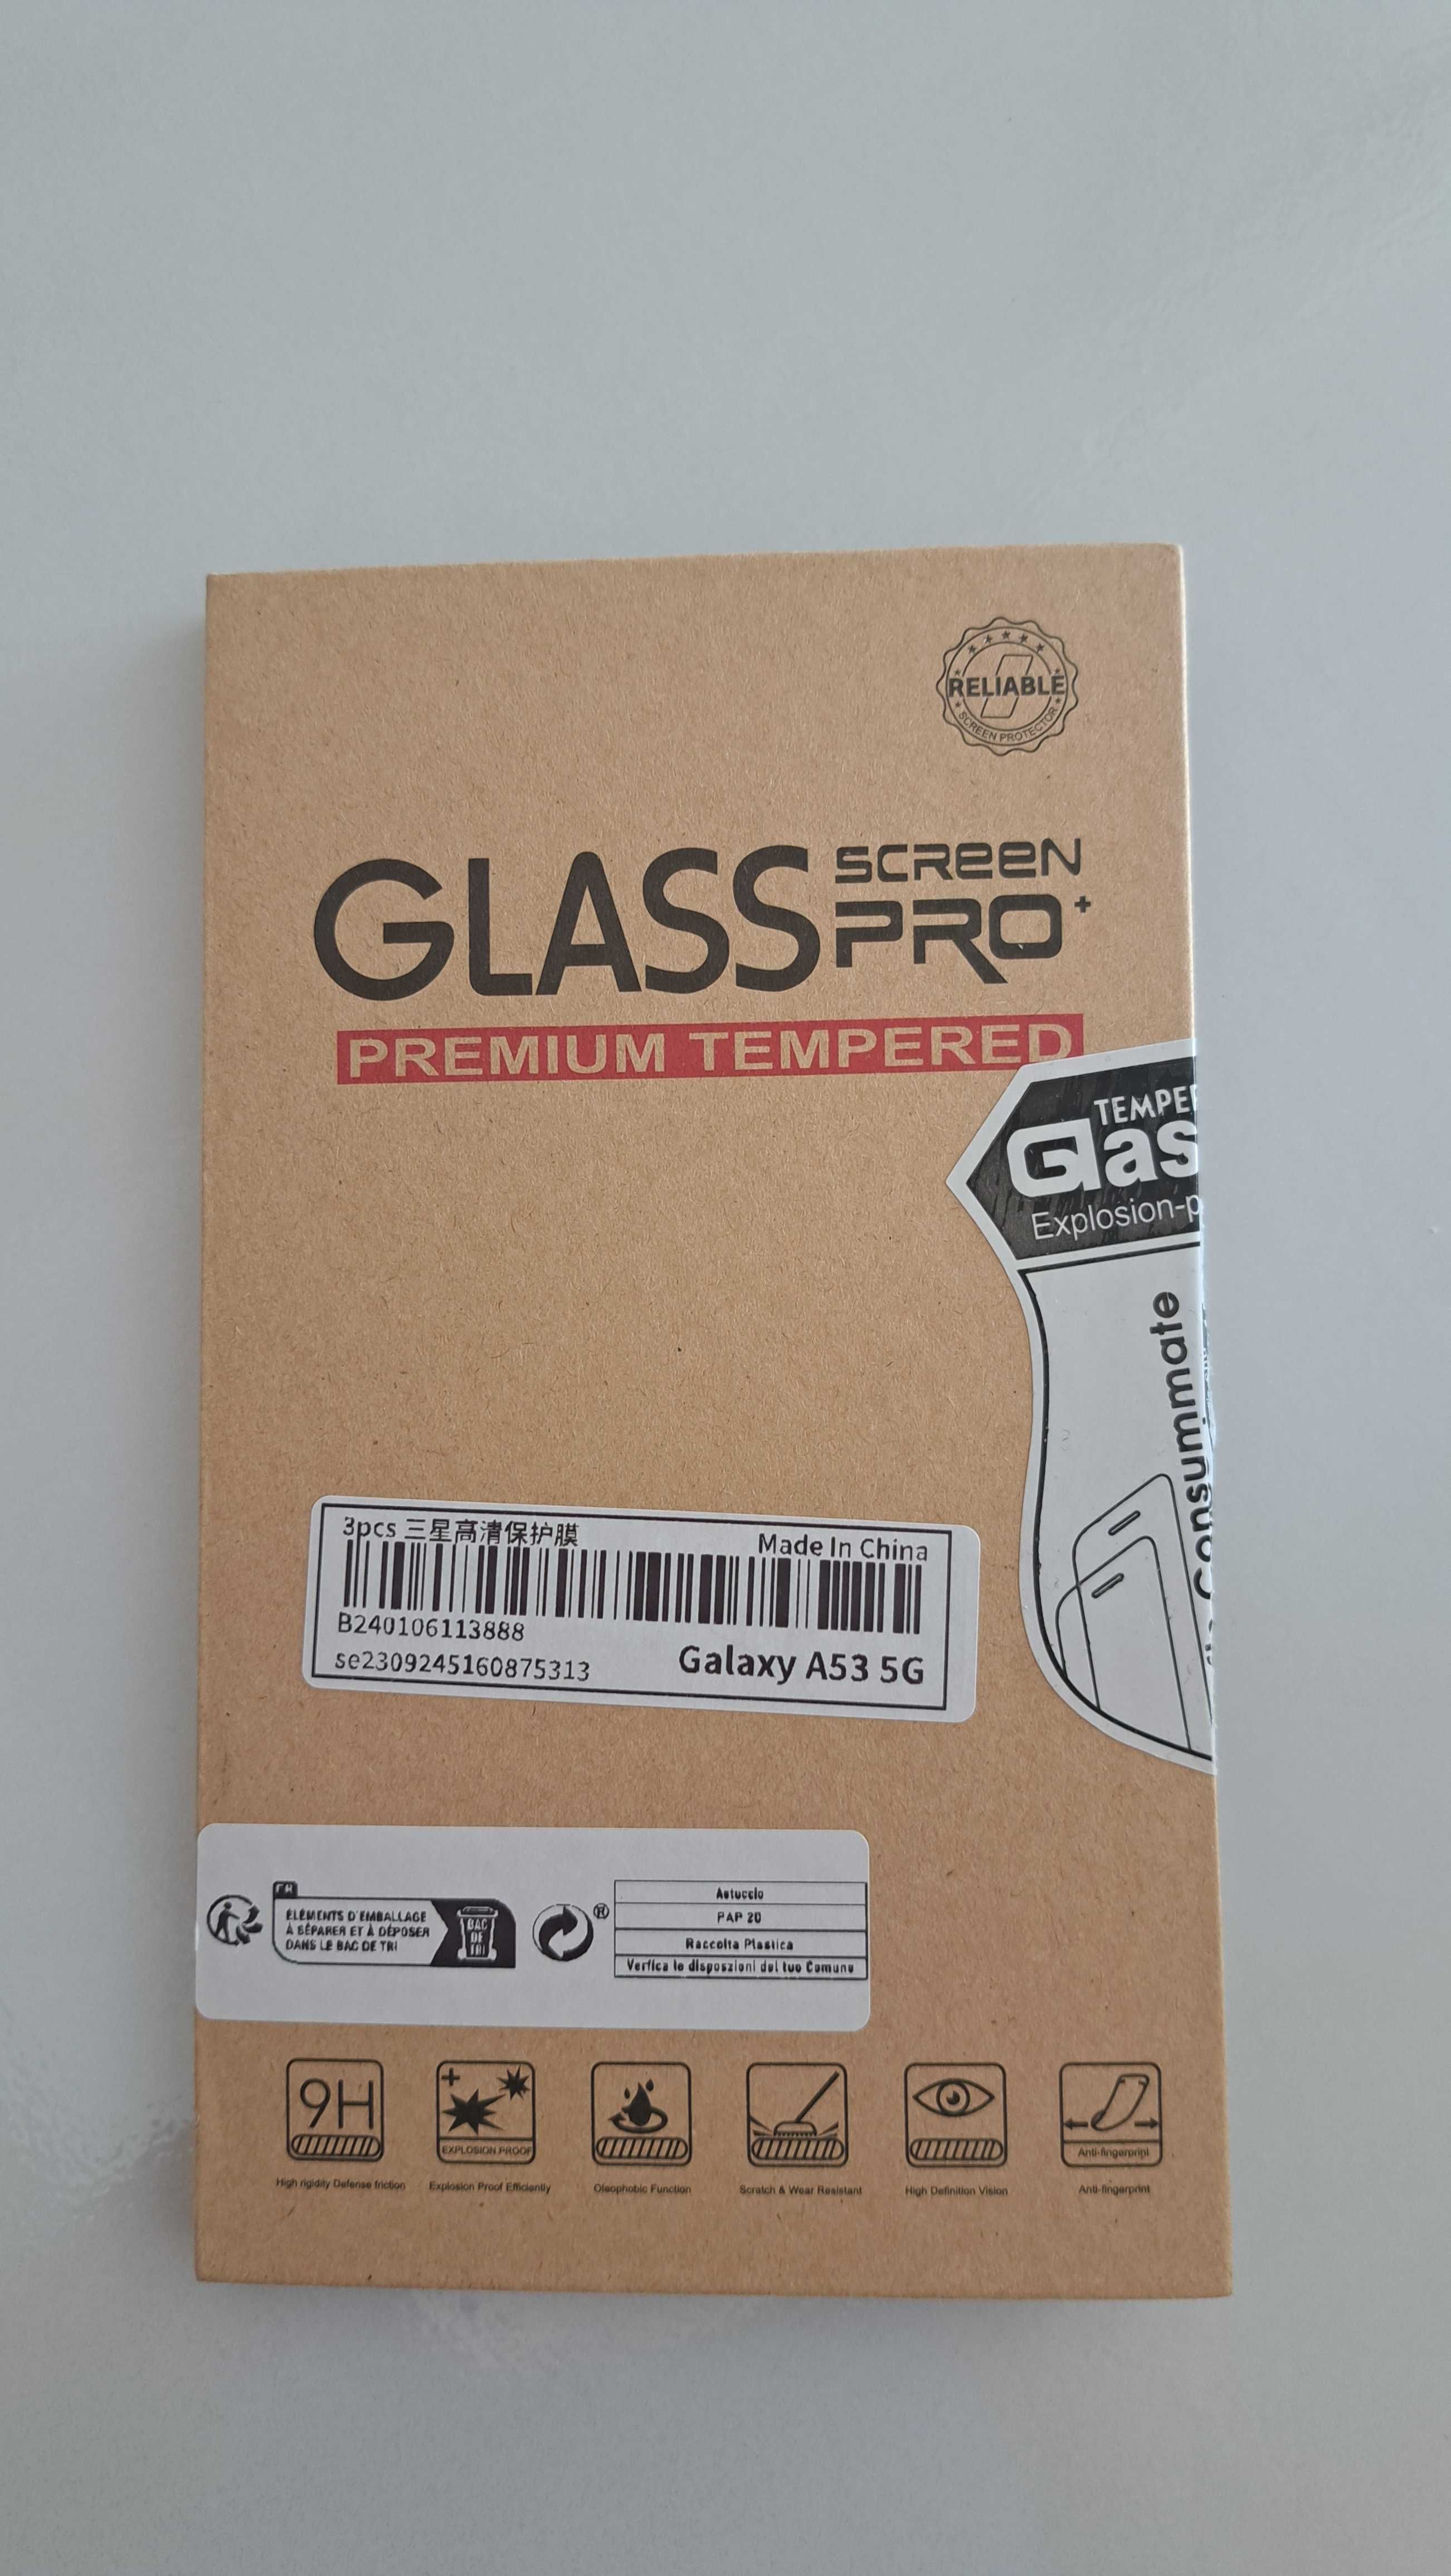 RELIABLE
SCREEN PROTECTOR
GLASS SCREEN PRO+
PREMIUM TEMPERED
TEMPE
Glas
Explosion-p
Consummate
3pcs 三星高清保护膜
Made In China
B240106113888
se2309245160875313
Galaxy A53 5G
FR
ÉLÉMENTS D'EMBALLAGE
À SÉPARER ET À DÉPOSER
DANS LE BAC DE TRI
BAC
DE
TRI
®
Astuccio
PAP 20
Raccolta Plastica
Verfica le disposzioni del tuo Comune
9H
EXPLOSION PROOF
Anti-fingerprint
High rigidity Defense friction
Explosion Proof Efficiently
Oleophobic Function
Scratch & Wear Resistant
High Definition Vision
Anti-fingerprint